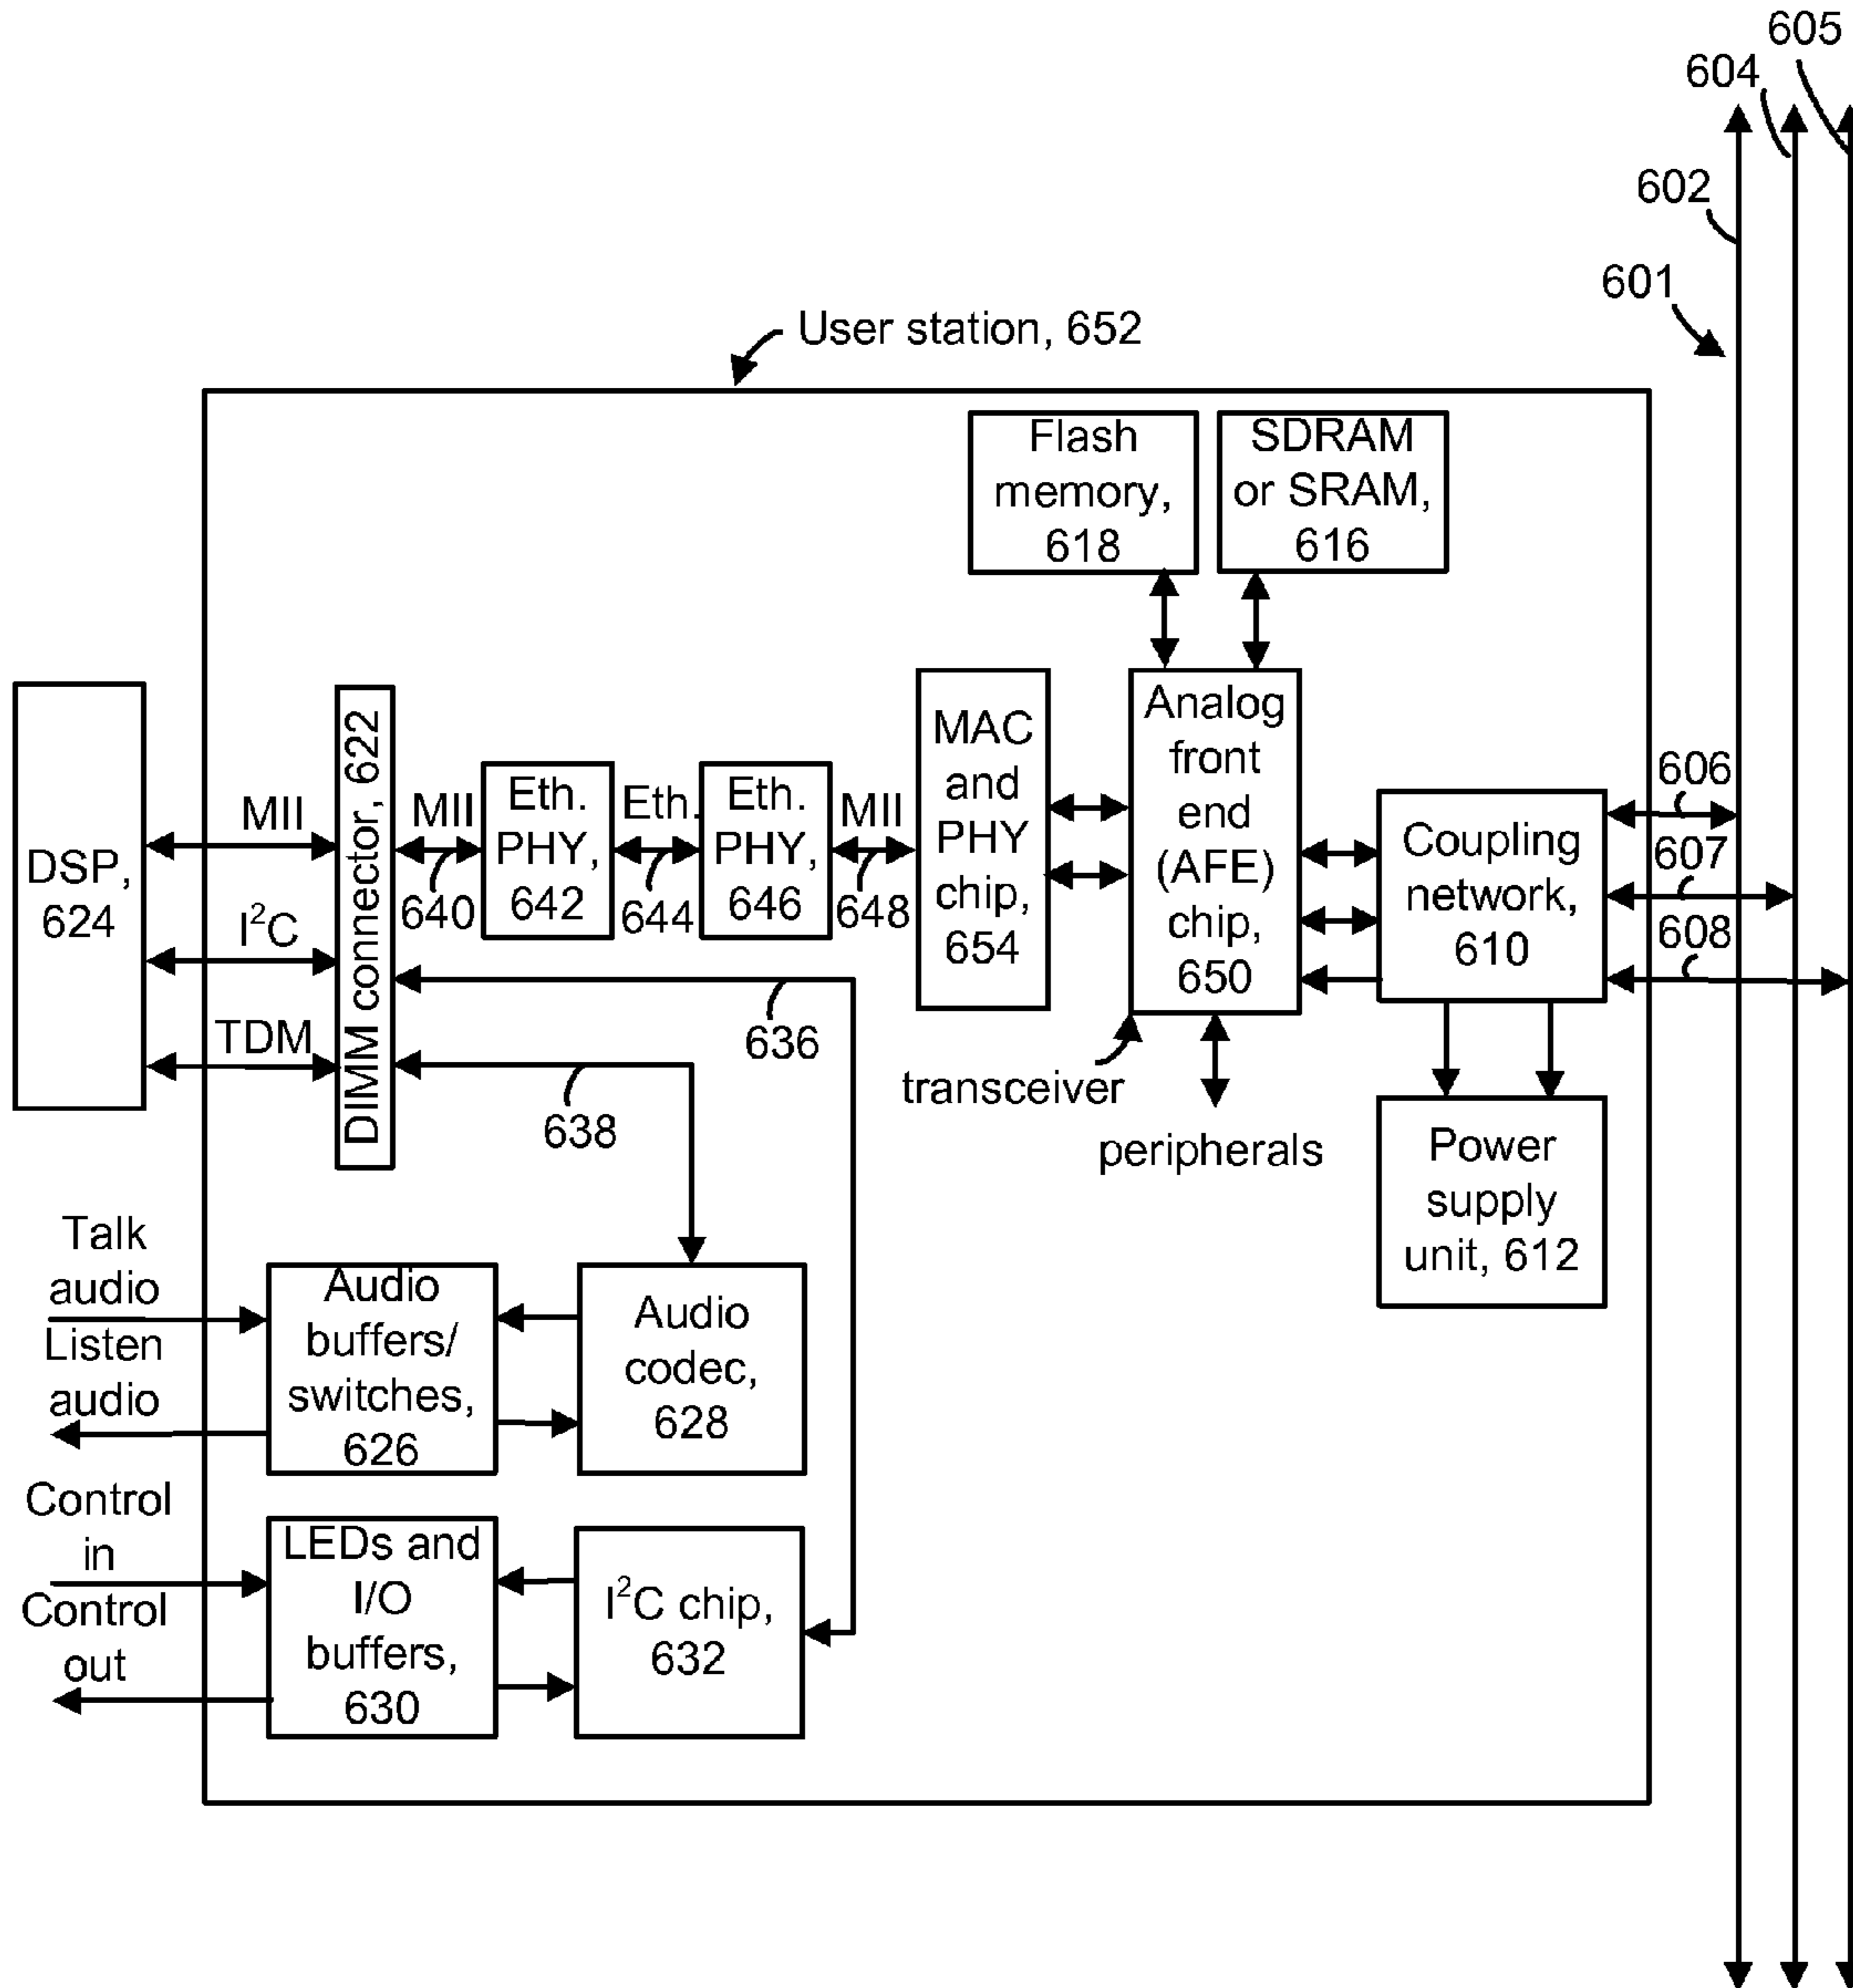 605
604
602
601
User station, 652
Flash
memory,
618
SDRAM
or SRAM,
616
DSP,
624
MII
I²C
TDM
DIMM connector, 622
MII
640
Eth.
PHY,
642
Eth.
644
Eth.
PHY,
646
MII
648
MAC
and
PHY
chip,
654
Analog
front
end
(AFE)
chip,
650
Coupling
network,
610
606
607
608
636
638
transceiver
peripherals
Power
supply
unit, 612
Talk
audio
Listen
audio
Audio
buffers/
switches,
626
Audio
codec,
628
Control
in
Control
out
LEDs and
I/O
buffers,
630
I²C chip,
632